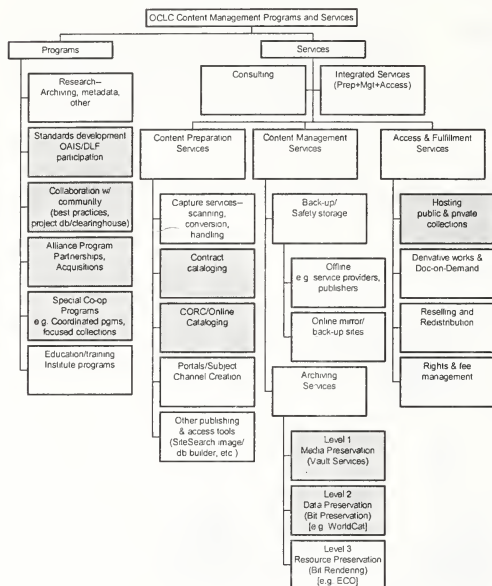 OCLC Content Management Programs and Services
Programs
Services
Research--
Archiving, metadata,
other
Standards development
OAIS/DLF
participation
Collaboration w/
community
(best practices,
project db/clearinghouse)
Alliance Program
Partnerships,
Acquisitions
Special Co-op
Programs
e.g. Coordinated pgms,
focused collections
Education/training
Institute programs
Consulting
Integrated Services
(Prep+Mgt+Access)
Content Preparation
Services
Capture services--
scanning,
conversion,
handling
Contract
cataloging
CORC/Online
Cataloging
Portals/Subject
Channel Creation
Other publishing
& access tools
(SiteSearch image/
db builder, etc.)
Content Management
Services
Back-up/
Safety storage
Offline
e.g. service providers,
publishers
Online mirror/
back-up sites
Archiving
Services
Level 1
Media Preservation
(Vault Services)
Level 2
Data Preservation
(Bit Preservation)
[e.g. WorldCat]
Level 3
Resource Preservation
(Bit Rendering)
[e.g. ECO]
Access & Fulfillment
Services
Hosting
public & private
collections
Derivative works &
Doc-on-Demand
Reselling and
Redistribution
Rights & fee
management